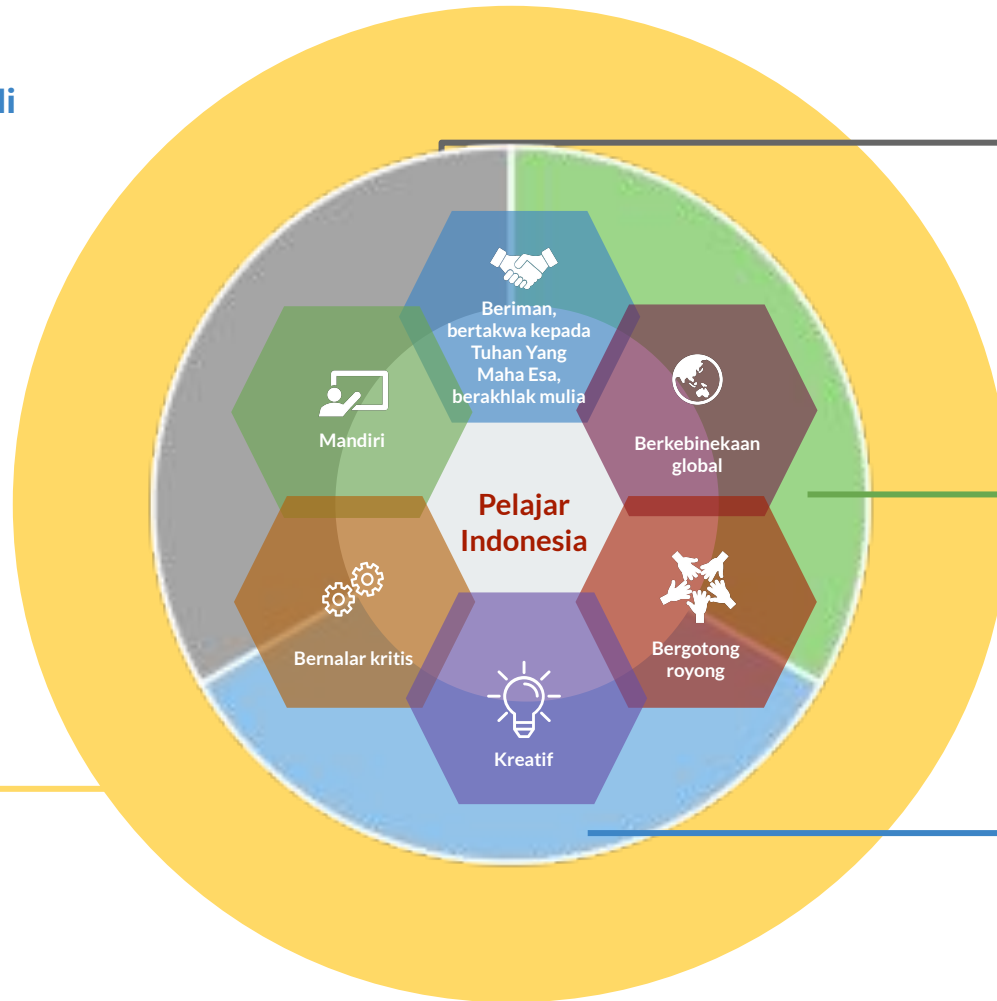 li
Beriman,
bertakwa kepada
Tuhan Yang
Maha Esa,
berakhlak mulia
Mandiri
Berkebinekaan
global
Pelajar
Indonesia
Bernalar kritis
Bergotong
royong
Kreatif